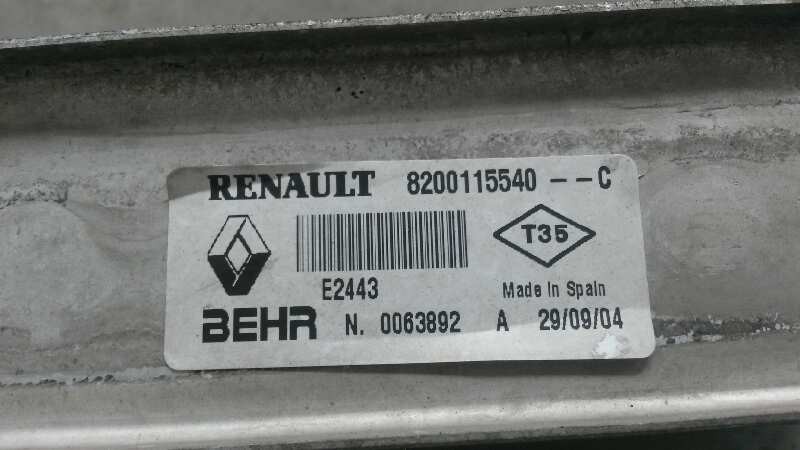 RENAULT 8200115540--C
T35
E2443 Made In Spain
BEHR N. 0063892 A 29/09/04